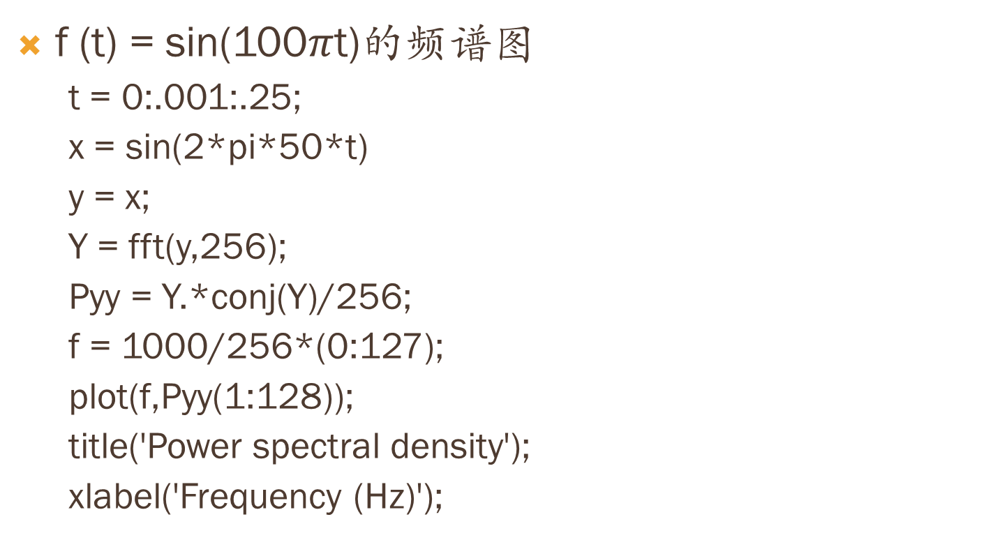 f (t) = sin(100πt)的频谱图
t = 0:.001:.25;
x = sin(2*pi*50*t)
y = x;
Y = fft(y,256);
Pyy = Y.*conj(Y)/256;
f = 1000/256*(0:127);
plot(f,Pyy(1:128));
title('Power spectral density');
xlabel('Frequency (Hz)');